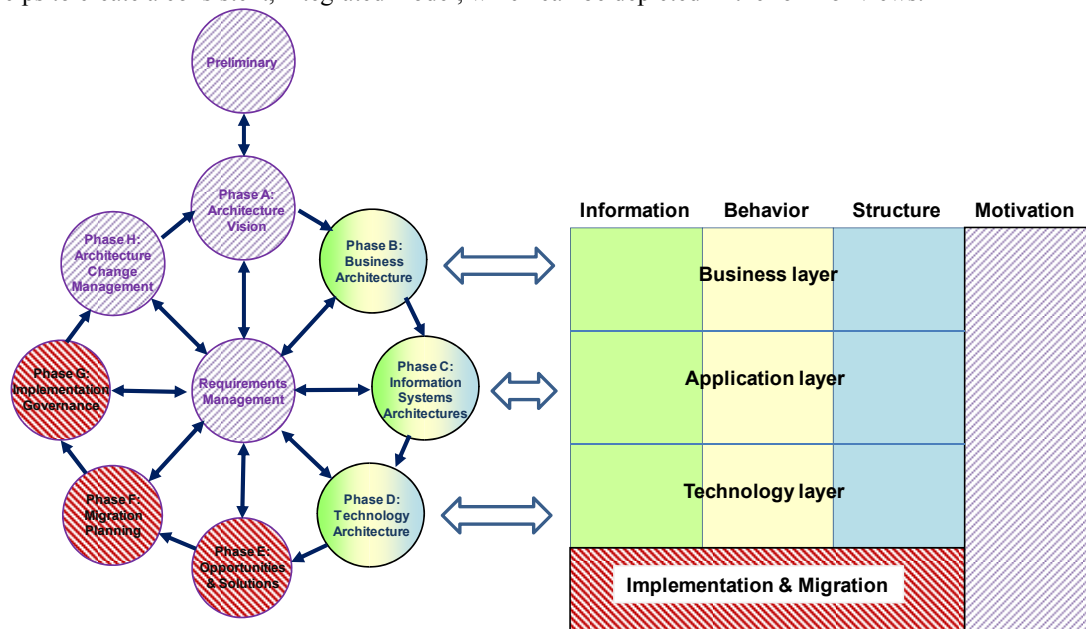 Preliminary
Phase A:
Architecture
Vision
Phase H:
Architecture
Change
Management
Phase B:
Business
Architecture
Phase G:
Implementation
Governance
Requirements
Management
Phase C:
Information
Systems
Architectures
Phase F:
Migration
Planning
Phase D:
Technology
Architecture
Phase E:
Opportunities
& Solutions
Information Behavior Structure Motivation
Business layer
Application layer
Technology layer
Implementation & Migration